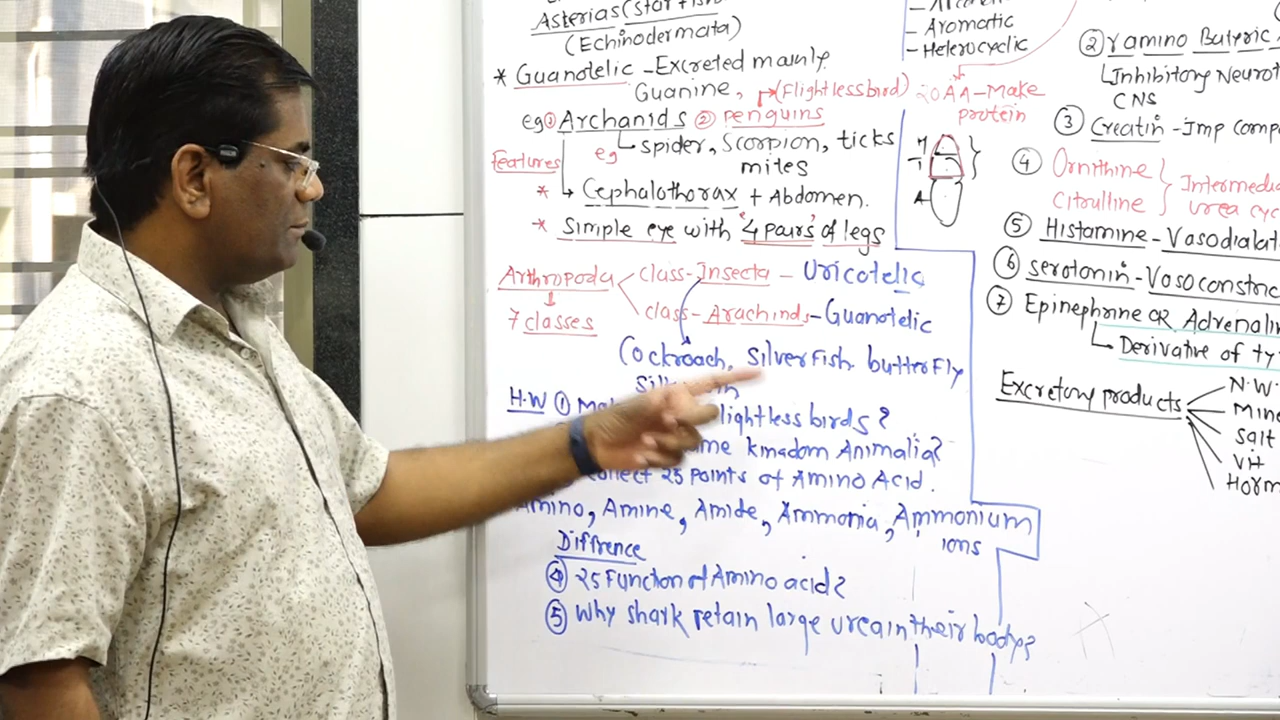 Asterias (star fish
(Echinodermata)
* Guanotelic - Excreted mainly
Guanine, → (Flightless bird)
eg ① Archanids ② penguins
eg spider, Scorpion, ticks
mites
Features
* Cephalothorax + Abdomen.
* Simple eye with '4 pairs' of legs
Arthropoda
7 classes
class - Insecta - Uricotelic
class - Arachinds - Guanotelic
Cockroach, silverfish. butterFly
H.W ①
lightless birds?
kingdom Animalia?
25 points of Amino Acid.
Amino, Amine, Amide, Ammonia, Ammonium
ions
Diffrence
④ 25 Function of Amino acid?
⑤ Why shark retain large urea in their body?
- Aromatic
- Heterocyclic
20 AA - Make
protein
A
② γ amino Butyric
Inhibitory Neurot
CNS
③ Creatin - Imp comp
④ Ornithine
Citrulline
Intermedia
urea cyc
⑤ Histamine - Vasodialat
⑥ serotonin - Vasoconstric
⑦ Epinephrine OR Adrenalin
Derivative of ty
Excretory products
N.W.
Mine
Salt
VH
Horm